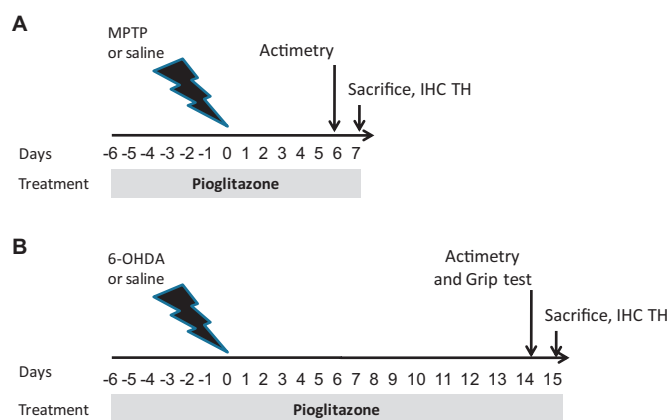 A
MPTP
or saline
Actimetry
Sacrifice, IHC TH
Days -6 -5 -4 -3 -2 -1 0 1 2 3 4 5 6 7
Treatment Pioglitazone
B
6-OHDA
or saline
Actimetry
and Grip test
Sacrifice, IHC TH
Days -6 -5 -4 -3 -2 -1 0 1 2 3 4 5 6 7 8 9 10 11 12 13 14 15
Treatment Pioglitazone